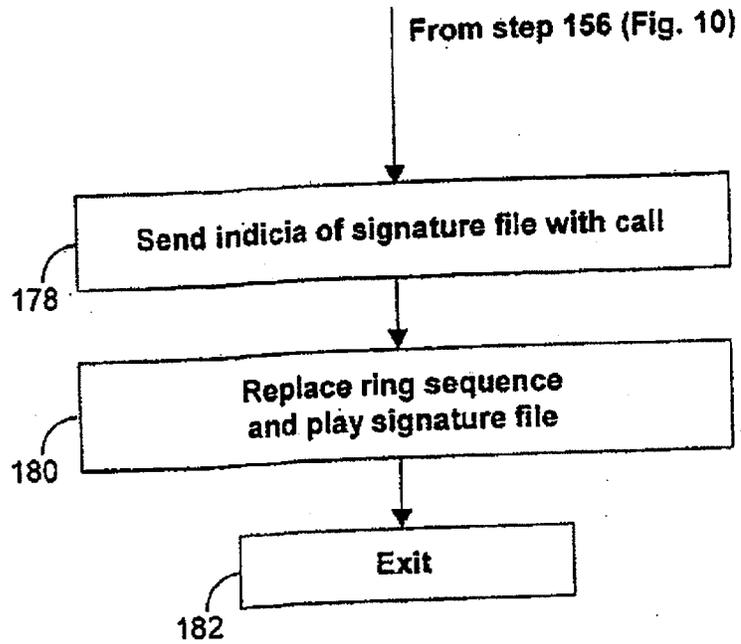 From step 156 (Fig. 10)
Send indicia of signature file with call
178
Replace ring sequence
and play signature file
180
Exit
182